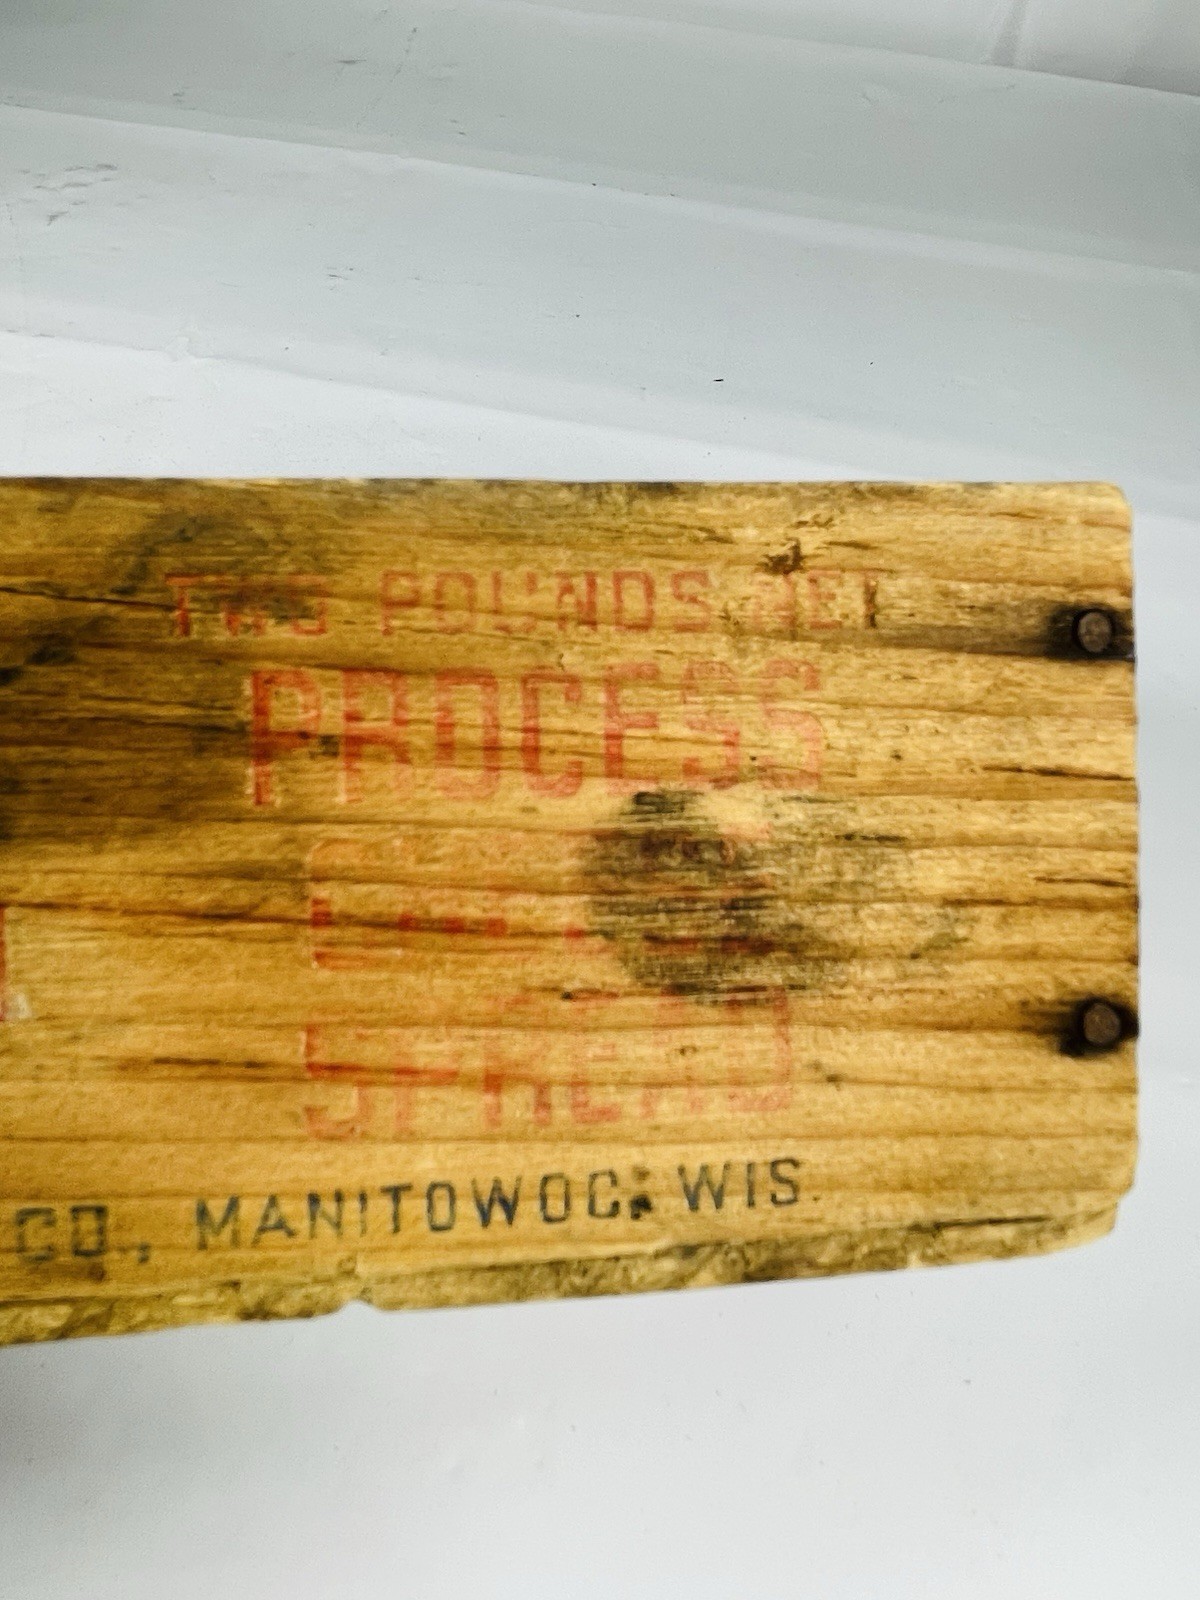 TWO POUNDS NET
PROCESS
SPREAD
CO., MANITOWOC, WIS.